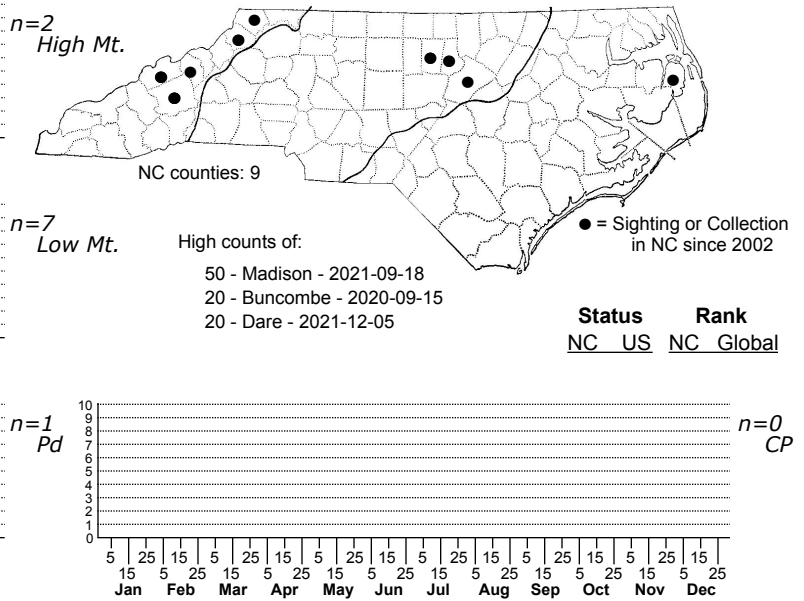 n=2
High Mt.
NC counties: 9
n=7
Low Mt.
High counts of:
50 - Madison - 2021-09-18
20 - Buncombe - 2020-09-15
20 - Dare - 2021-12-05
● = Sighting or Collection
in NC since 2002
Status Rank
NC US NC Global
n=1
Pd
n=0
CP
10
9
8
7
6
5
4
3
2
1
0
5 25 15 5 25 15 5 25 15 5 25 15 5 25 15 5 25 15
15 5 25 15 5 25 15 5 25 15 5 25 15 5 25 15 5 25
Jan Feb Mar Apr May Jun Jul Aug Sep Oct Nov Dec